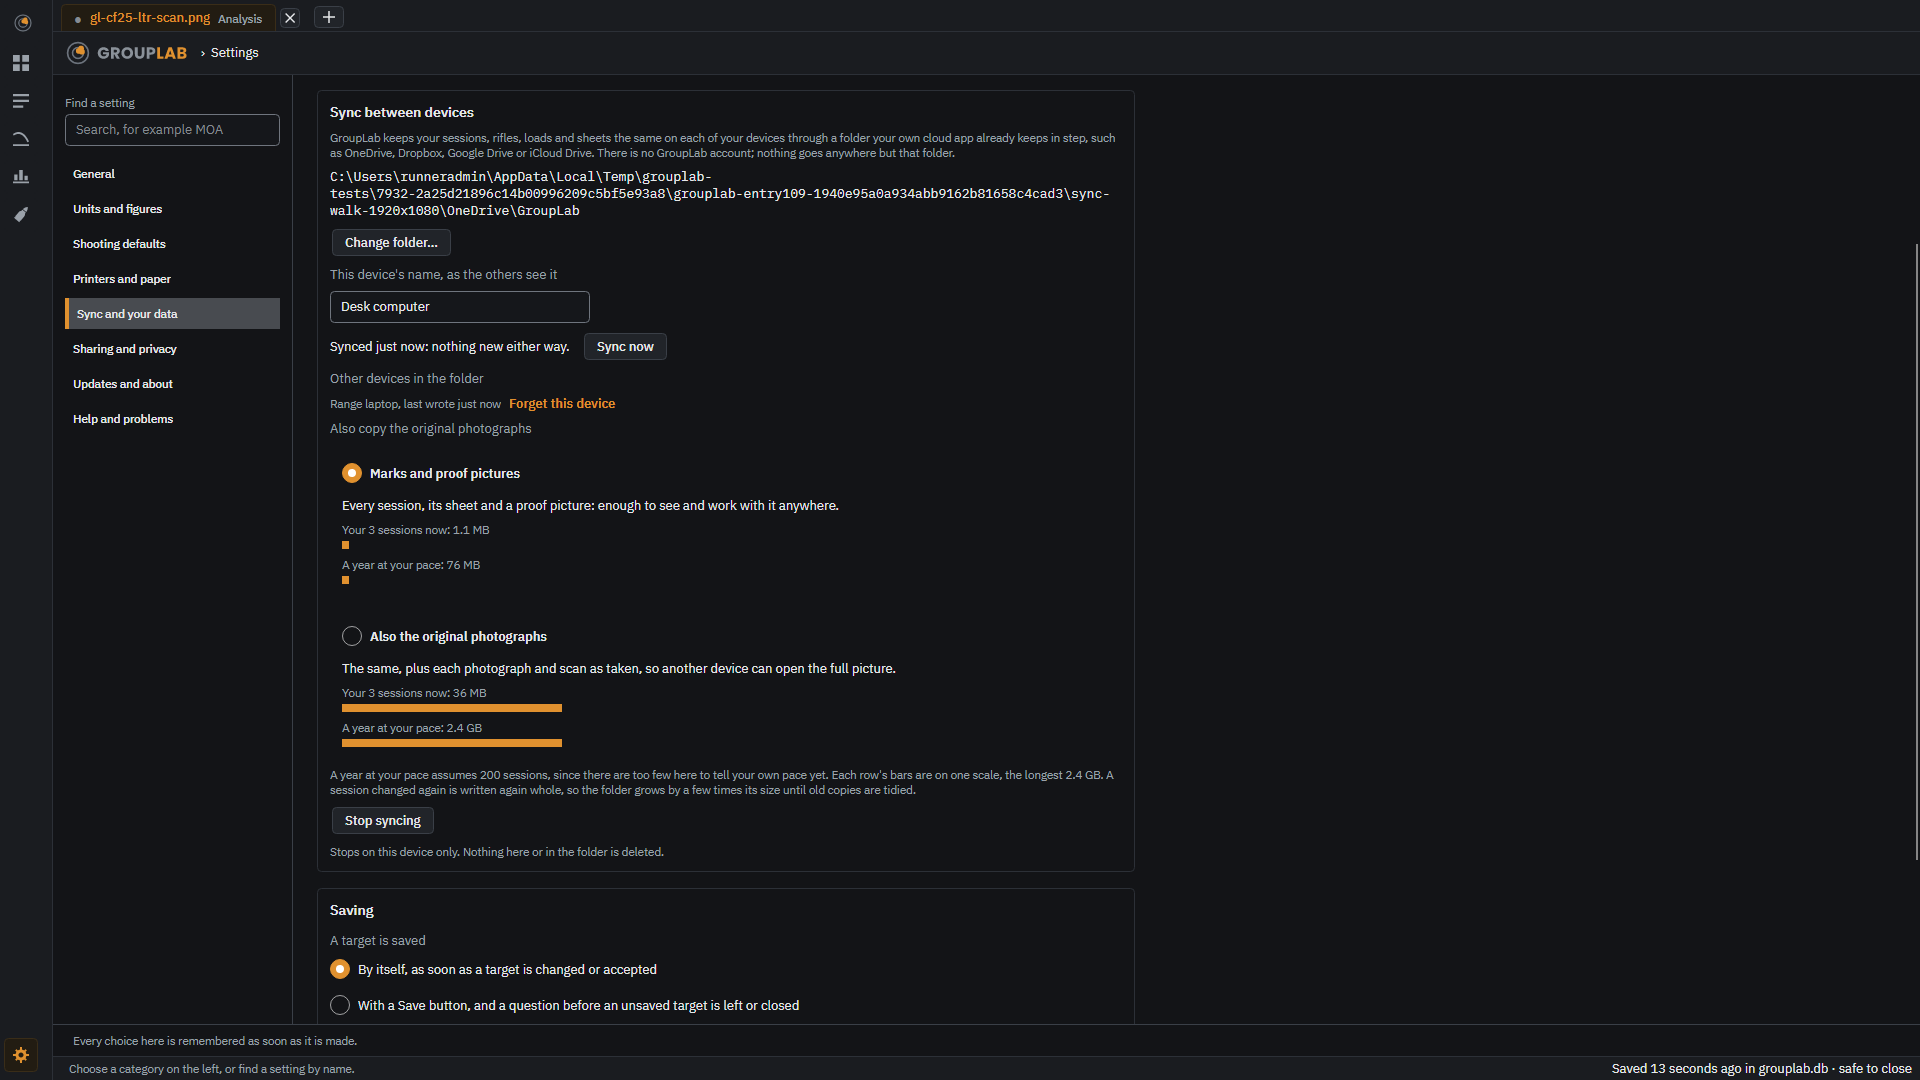 gl-cf25-ltr-scan.png Analysis
GROUPLAB › Settings
Find a setting
Search, for example MOA
General
Units and figures
Shooting defaults
Printers and paper
Sync and your data
Sharing and privacy
Updates and about
Help and problems
Sync between devices
GroupLab keeps your sessions, rifles, loads and sheets the same on each of your devices through a folder your own cloud app already keeps in step, such
as OneDrive, Dropbox, Google Drive or iCloud Drive. There is no GroupLab account; nothing goes anywhere but that folder.
C:\Users\runneradmin\AppData\Local\Temp\grouplab-
tests\7932-2a25d21896c14b00996209c5bf5e93a8\grouplab-entry109-1940e95a0a934abb9162b81658c4cad3\sync-
walk-1920x1080\OneDrive\GroupLab
Change folder...
This device's name, as the others see it
Desk computer
Synced just now: nothing new either way. Sync now
Other devices in the folder
Range laptop, last wrote just now Forget this device
Also copy the original photographs
Marks and proof pictures
Every session, its sheet and a proof picture: enough to see and work with it anywhere.
Your 3 sessions now: 1.1 MB
A year at your pace: 76 MB
Also the original photographs
The same, plus each photograph and scan as taken, so another device can open the full picture.
Your 3 sessions now: 36 MB
A year at your pace: 2.4 GB
A year at your pace assumes 200 sessions, since there are too few here to tell your own pace yet. Each row's bars are on one scale, the longest 2.4 GB. A
session changed again is written again whole, so the folder grows by a few times its size until old copies are tidied.
Stop syncing
Stops on this device only. Nothing here or in the folder is deleted.
Saving
A target is saved
By itself, as soon as a target is changed or accepted
With a Save button, and a question before an unsaved target is left or closed
Every choice here is remembered as soon as it is made.
Choose a category on the left, or find a setting by name.
Saved 13 seconds ago in grouplab.db · safe to close